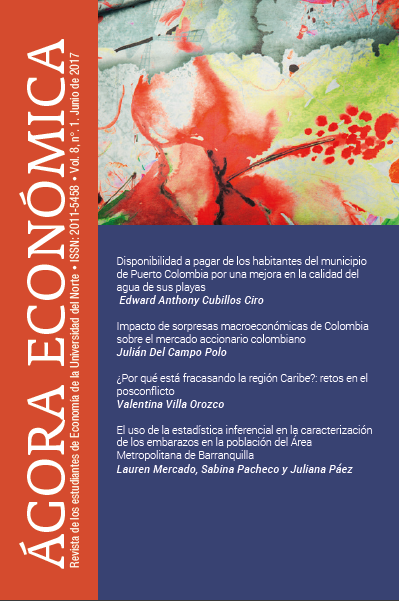 ÁGORA ECONÓMICA
Revista de los estudiantes de Economía de la Universidad del Norte • ISSN: 2011-5458 • Vol. 8, n°. 1. Junio de 2017
Disponibilidad a pagar de los habitantes del municipio
de Puerto Colombia por una mejora en la calidad del
agua de sus playas
Edward Anthony Cubillos Ciro
Impacto de sorpresas macroeconómicas de Colombia
sobre el mercado accionario colombiano
Julián Del Campo Polo
¿Por qué está fracasando la región Caribe?: retos en el
posconflicto
Valentina Villa Orozco
El uso de la estadística inferencial en la caracterización
de los embarazos en la población del Área
Metropolitana de Barranquilla
Lauren Mercado, Sabina Pacheco y Juliana Páez